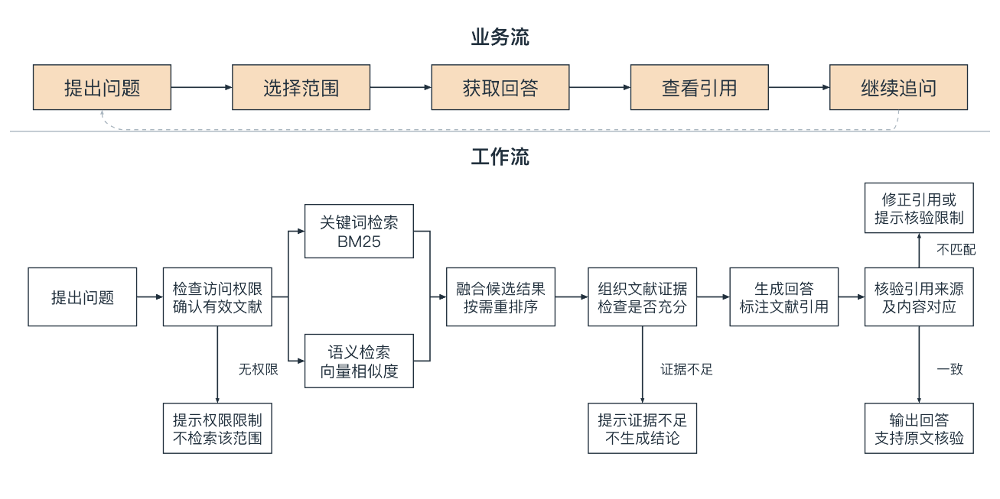 业务流
提出问题
选择范围
获取回答
查看引用
继续追问
工作流
提出问题
检查访问权限
确认有效文献
无权限
提示权限限制
不检索该范围
关键词检索
BM25
语义检索
向量相似度
融合候选结果
按需重排序
组织文献证据
检查是否充分
证据不足
提示证据不足
不生成结论
生成回答
标注文献引用
核验引用来源
及内容对应
不匹配
修正引用或
提示核验限制
一致
输出回答
支持原文核验